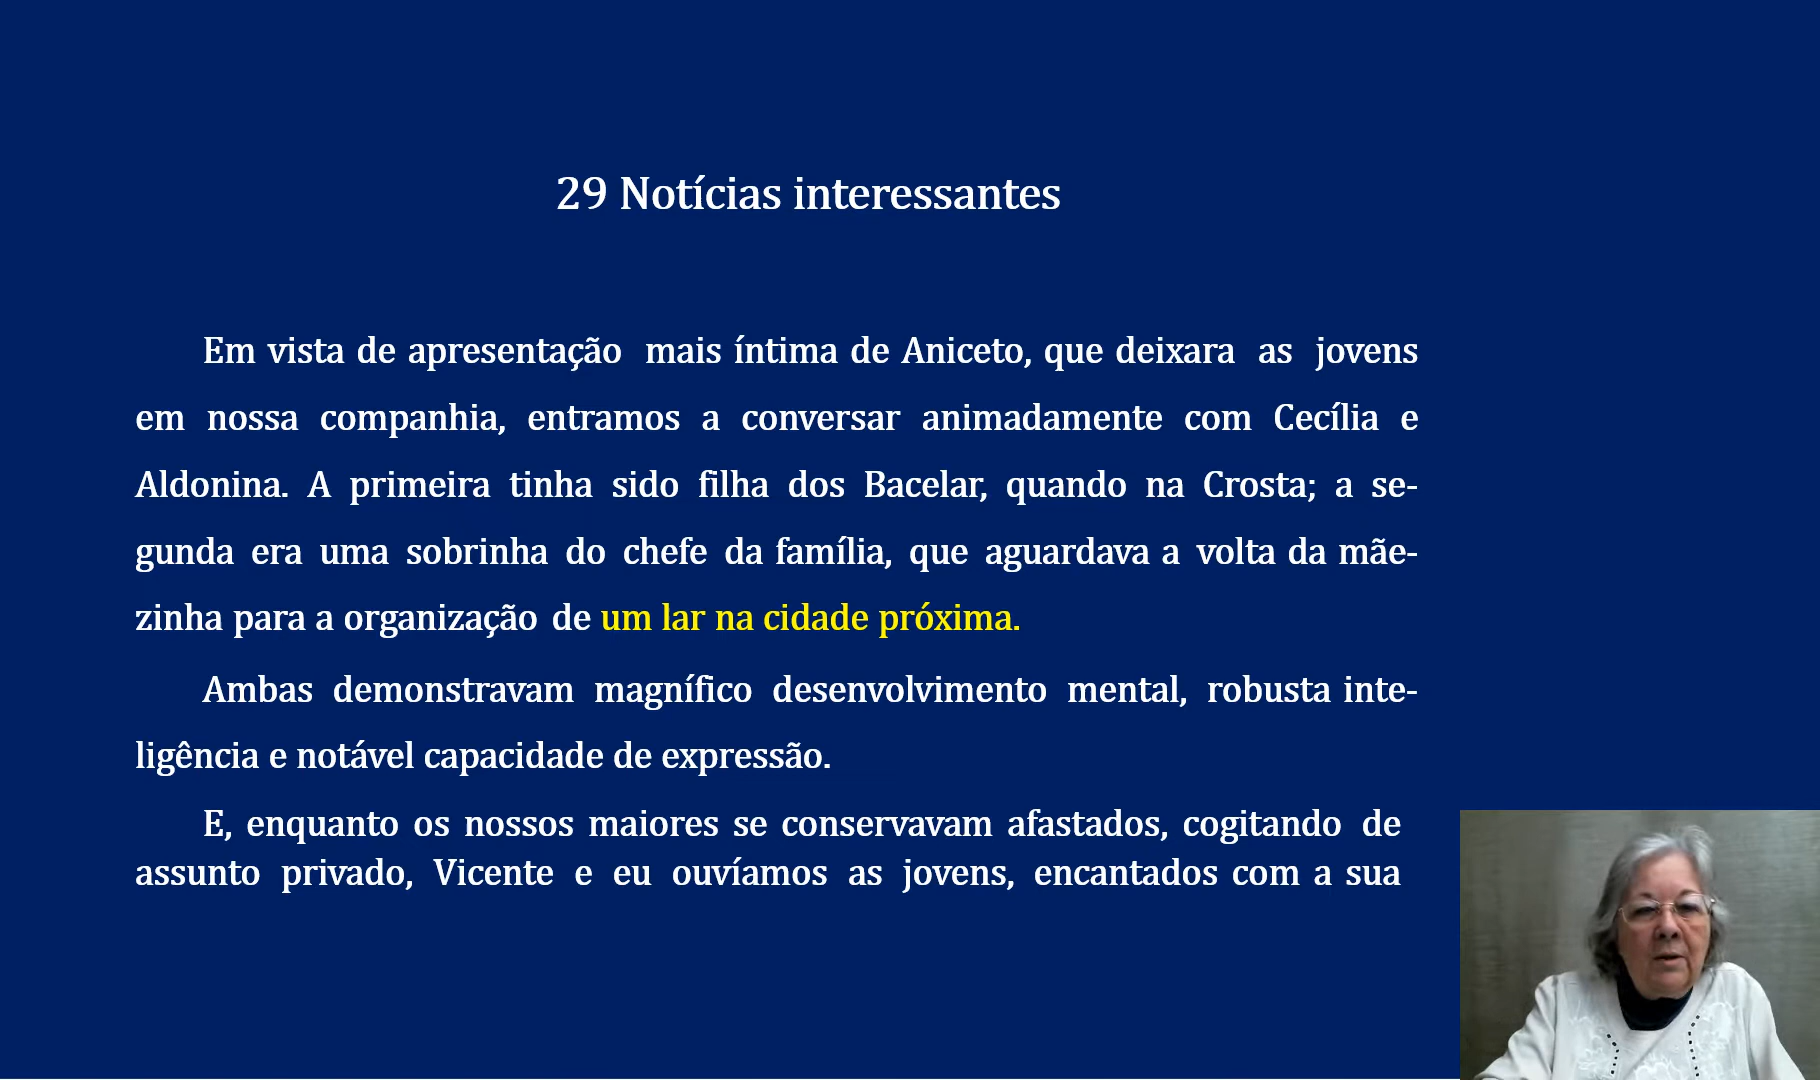 29 Notícias interessantes
Em vista de apresentação mais íntima de Aniceto, que deixara as jovens
em nossa companhia, entramos a conversar animadamente com Cecília e
Aldonina. A primeira tinha sido filha dos Bacelar, quando na Crosta; a se-
gunda era uma sobrinha do chefe da família, que aguardava a volta da mãe-
zinha para a organização de um lar na cidade próxima.
Ambas demonstravam magnífico desenvolvimento mental, robusta inte-
ligência e notável capacidade de expressão.
E, enquanto os nossos maiores se conservavam afastados, cogitando de
assunto privado, Vicente e eu ouvíamos as jovens, encantados com a sua